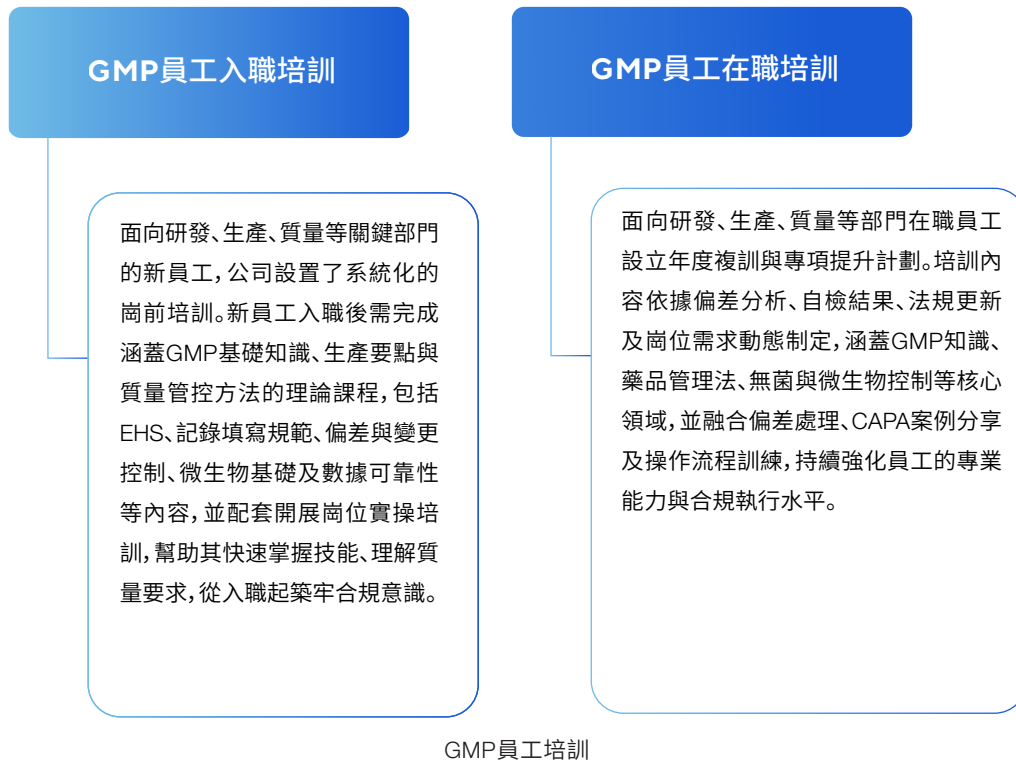 GMP員工入職培訓
面向研發、生產、質量等關鍵部門
的新員工，公司設置了系統化的
崗前培訓。新員工入職後需完成
涵蓋GMP基礎知識、生產要點與
質量管控方法的理論課程，包括
EHS、記錄填寫規範、偏差與變更
控制、微生物基礎及數據可靠性
等內容，並配套開展崗位實操培
訓，幫助其快速掌握技能、理解質
量要求，從入職起築牢合規意識。
GMP員工在職培訓
面向研發、生產、質量等部門在職員工
設立年度複訓與專項提升計劃。培訓內
容依據偏差分析、自檢結果、法規更新
及崗位需求動態制定，涵蓋GMP知識、
藥品管理法、無菌與微生物控制等核心
領域，並融合偏差處理、CAPA案例分享
及操作流程訓練，持續強化員工的專業
能力與合規執行水平。
GMP員工培訓